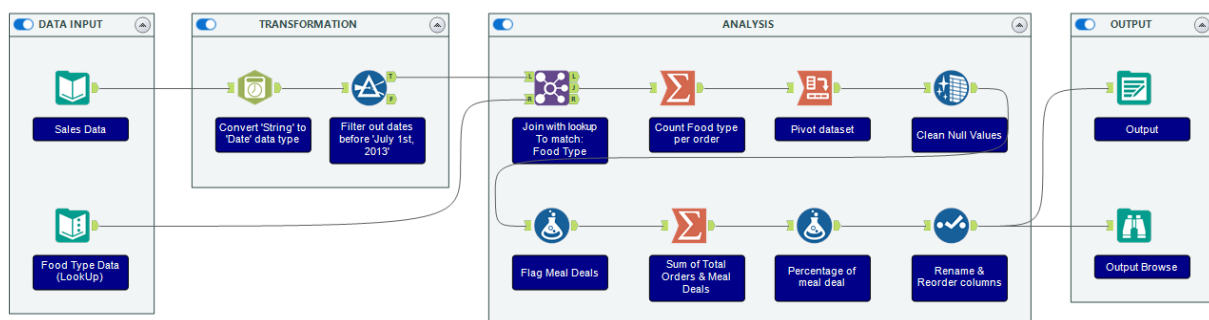 DATA INPUT
TRANSFORMATION
ANALYSIS
OUTPUT
T
F
L
R
L
J
R
Sales Data
Convert 'String' to
'Date' data type
Filter out dates
before 'July 1st,
2013'
Join with lookup
To match:
Food Type
Count Food type
per order
Pivot dataset
Clean Null Values
Output
Food Type Data
(LookUp)
Flag Meal Deals
Sum of Total
Orders & Meal
Deals
Percentage of
meal deal
Rename &
Reorder columns
Output Browse